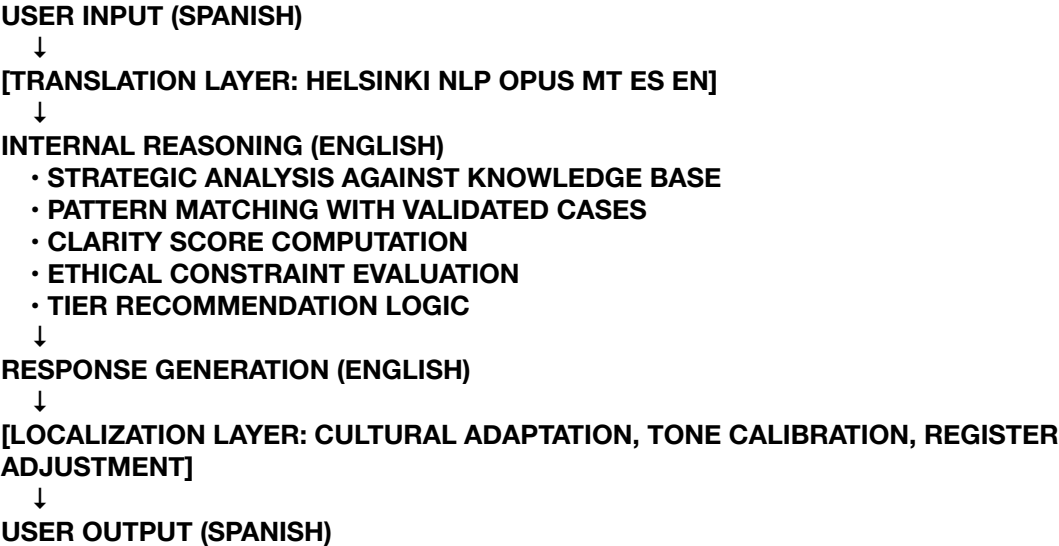 USER INPUT (SPANISH)
↓
[TRANSLATION LAYER: HELSINKI NLP OPUS MT ES EN]
↓
INTERNAL REASONING (ENGLISH)
· STRATEGIC ANALYSIS AGAINST KNOWLEDGE BASE
· PATTERN MATCHING WITH VALIDATED CASES
· CLARITY SCORE COMPUTATION
· ETHICAL CONSTRAINT EVALUATION
· TIER RECOMMENDATION LOGIC
↓
RESPONSE GENERATION (ENGLISH)
↓
[LOCALIZATION LAYER: CULTURAL ADAPTATION, TONE CALIBRATION, REGISTER
ADJUSTMENT]
↓
USER OUTPUT (SPANISH)